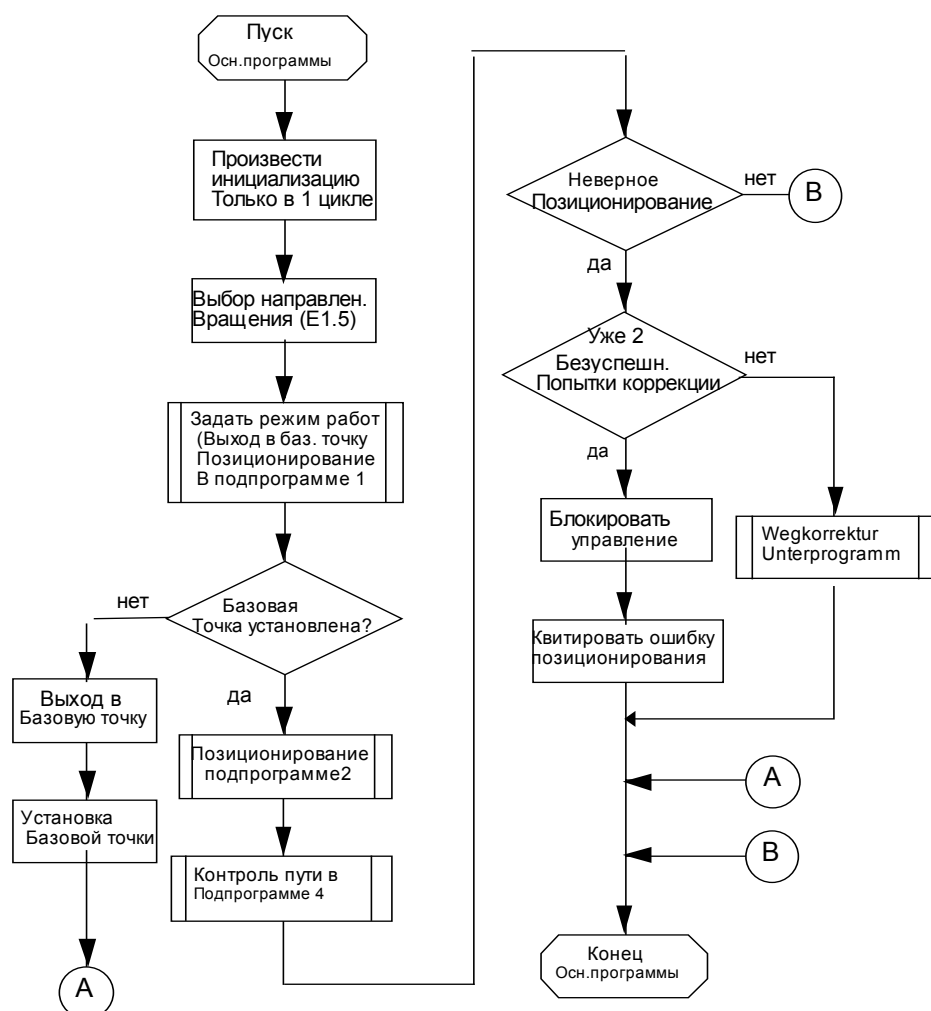 Пуск
Осн.программы
Произвести
инициализацию
Только в 1 цикле
Выбор направлен.
Вращения (E1.5)
Задать режим работ
(Выход в баз. точку
Позиционирование
В подпрограмме 1
Базовая
Точка установлена?
нет
да
Выход в
Базовую точку
Установка
Базовой точки
A
Позиционирование
подпрограмме2
Контроль пути в
Подпрограмме 4
Неверное
Позиционирование
нет
B
да
Уже 2
Безуспешн.
Попытки коррекции
нет
да
Блокировать
управление
Wegkorrektur
Unterprogramm
Квитировать ошибку
позиционирования
A
B
Конец
Осн.программы